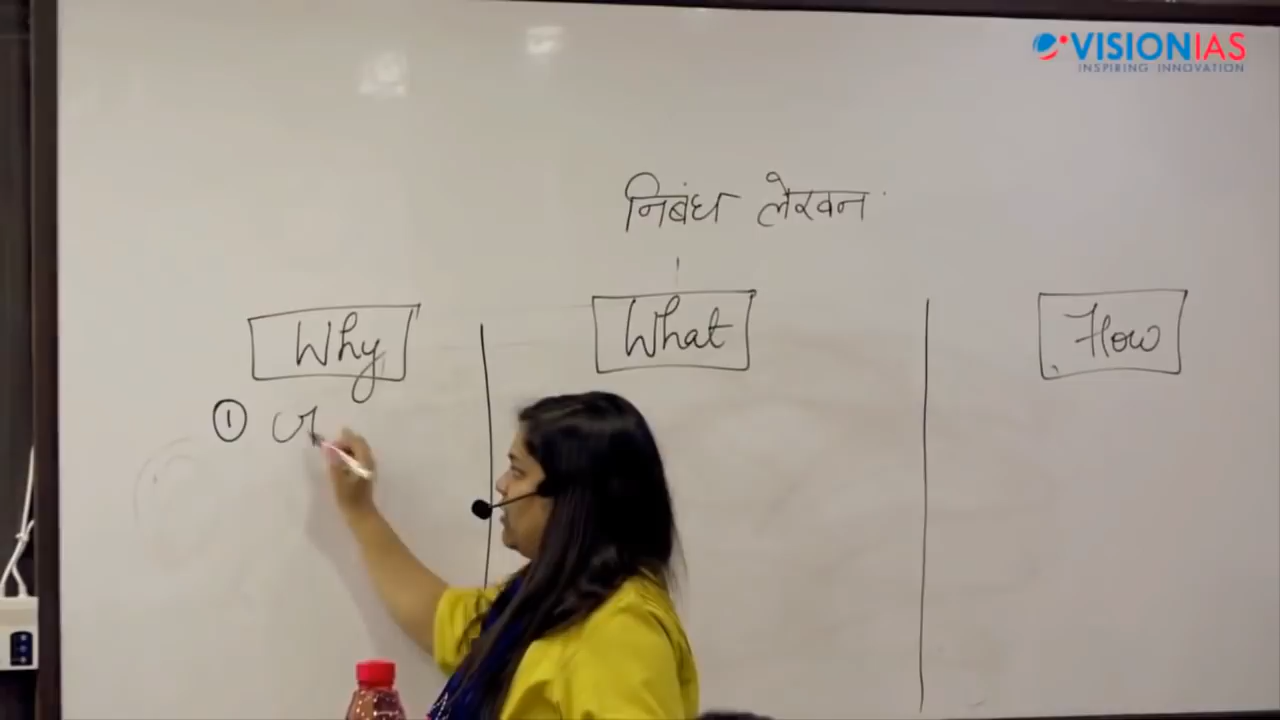 VISIONIAS
INSPIRING INNOVATION
निबंध लेखन
Why What How
①